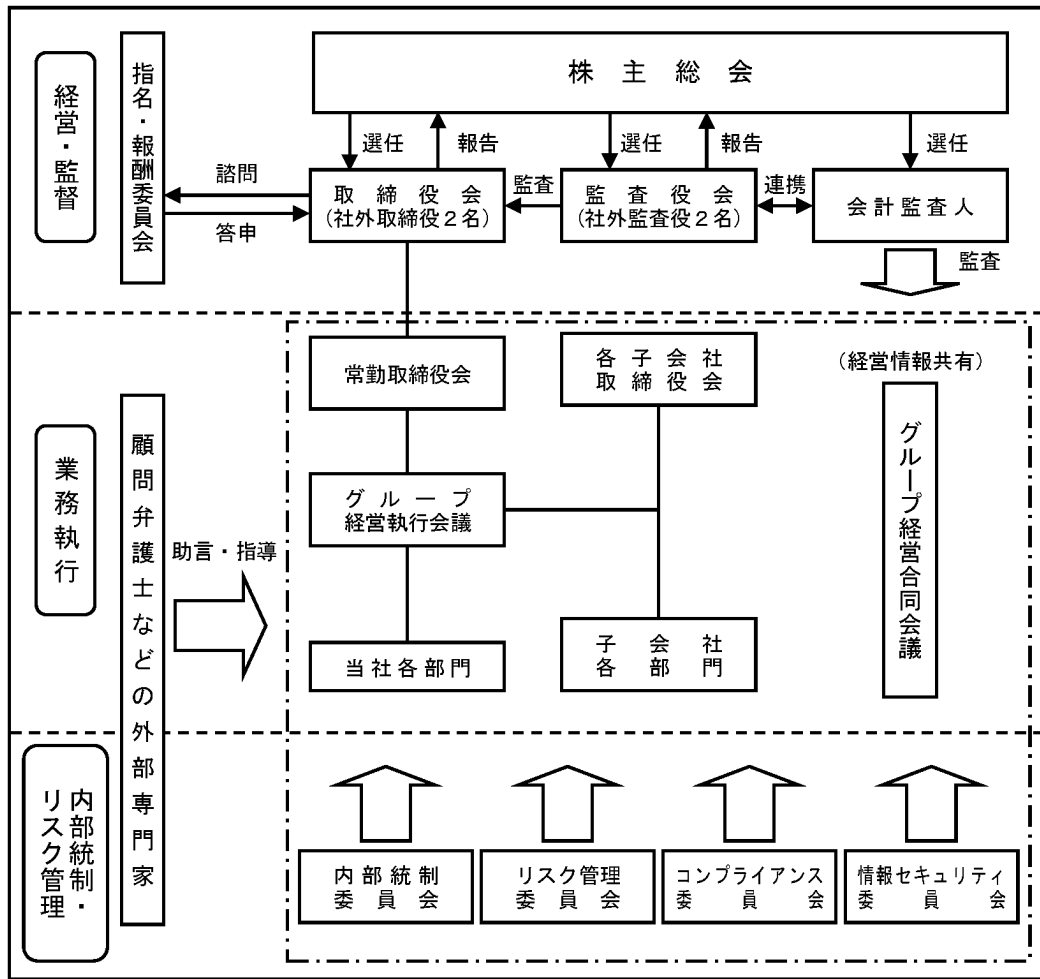 経営・監督
指名・報酬委員会
株主総会
選任
報告
選任
報告
選任
諮問
答申
取締役会
(社外取締役2名)
監査
監査役会
(社外監査役2名)
連携
会計監査人
監査
業務執行
顧問弁護士などの外部専門家
助言・指導
常勤取締役会
各子会社
取締役会
(経営情報共有)
グループ経営合同会議
グループ
経営執行会議
当社各部門
子会社
各部門
内部統制・
リスク管理
内部統制
委員会
リスク管理
委員会
コンプライアンス
委員会
情報セキュリティ
委員会